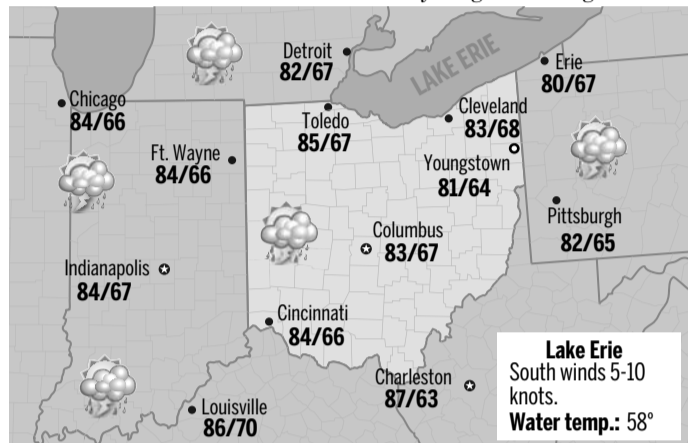 Detroit
82/67
LAKE ERIE
Erie
80/67
Chicago
84/66
Toledo
85/67
Cleveland
83/68
Ft. Wayne
84/66
Youngstown
81/64
Pittsburgh
82/65
Columbus
83/67
Indianapolis
84/67
Cincinnati
84/66
Charleston
87/63
Louisville
86/70
Lake Erie
South winds 5-10
knots.
Water temp.: 58°